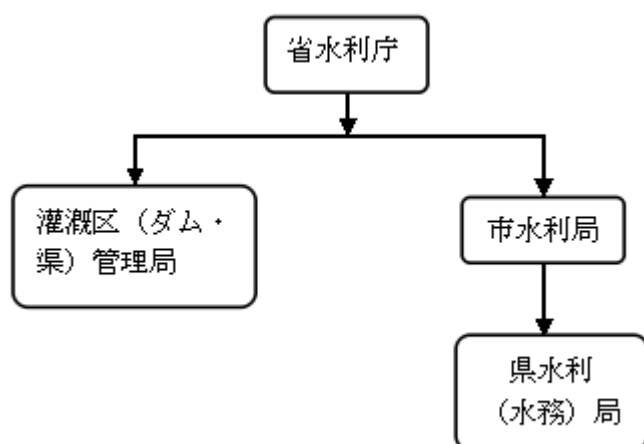 省水利庁
灌漑区（ダム・
渠）管理局
市水利局
県水利
（水務）局